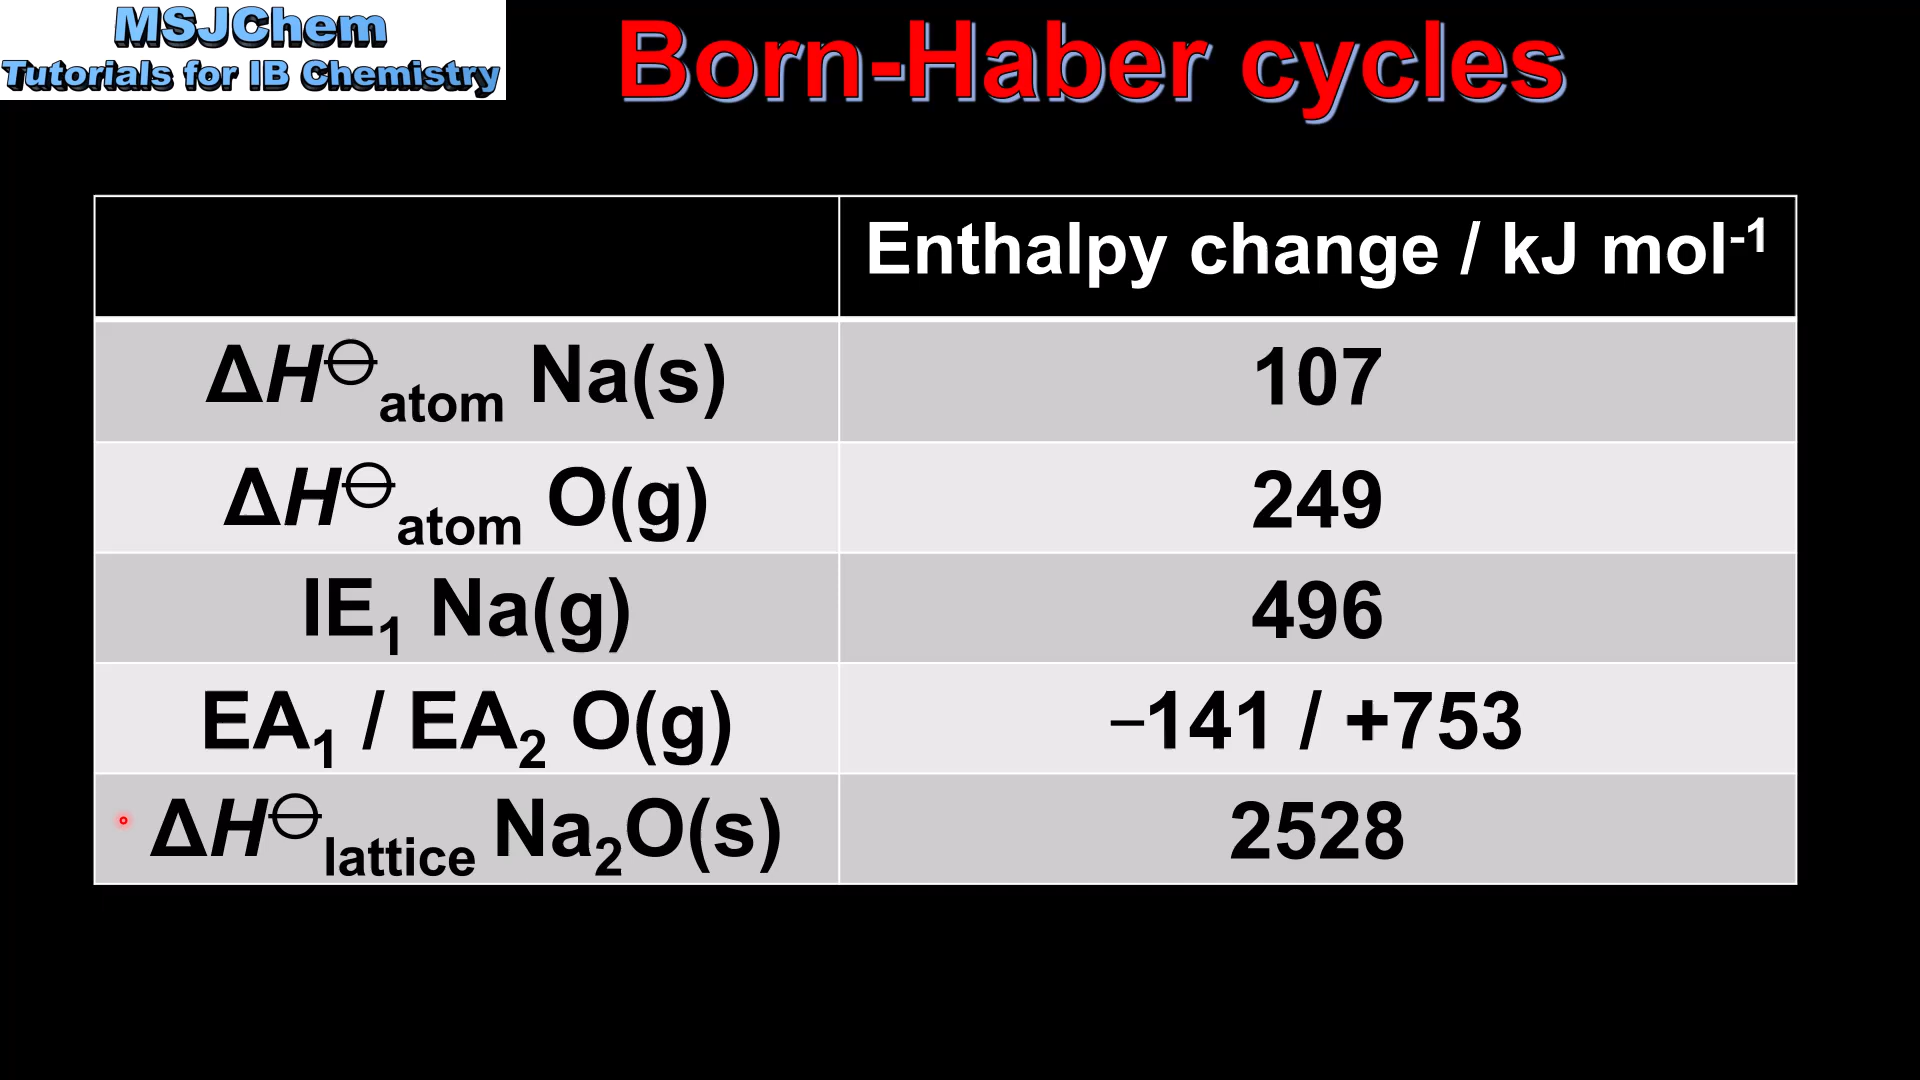 MSJChem
Tutorials for IB Chemistry
Born-Haber cycles
Enthalpy change / kJ mol⁻¹
ΔH⊖atom Na(s) 107
ΔH⊖atom O(g) 249
IE₁ Na(g) 496
EA₁ / EA₂ O(g) −141 / +753
ΔH⊖lattice Na₂O(s) 2528